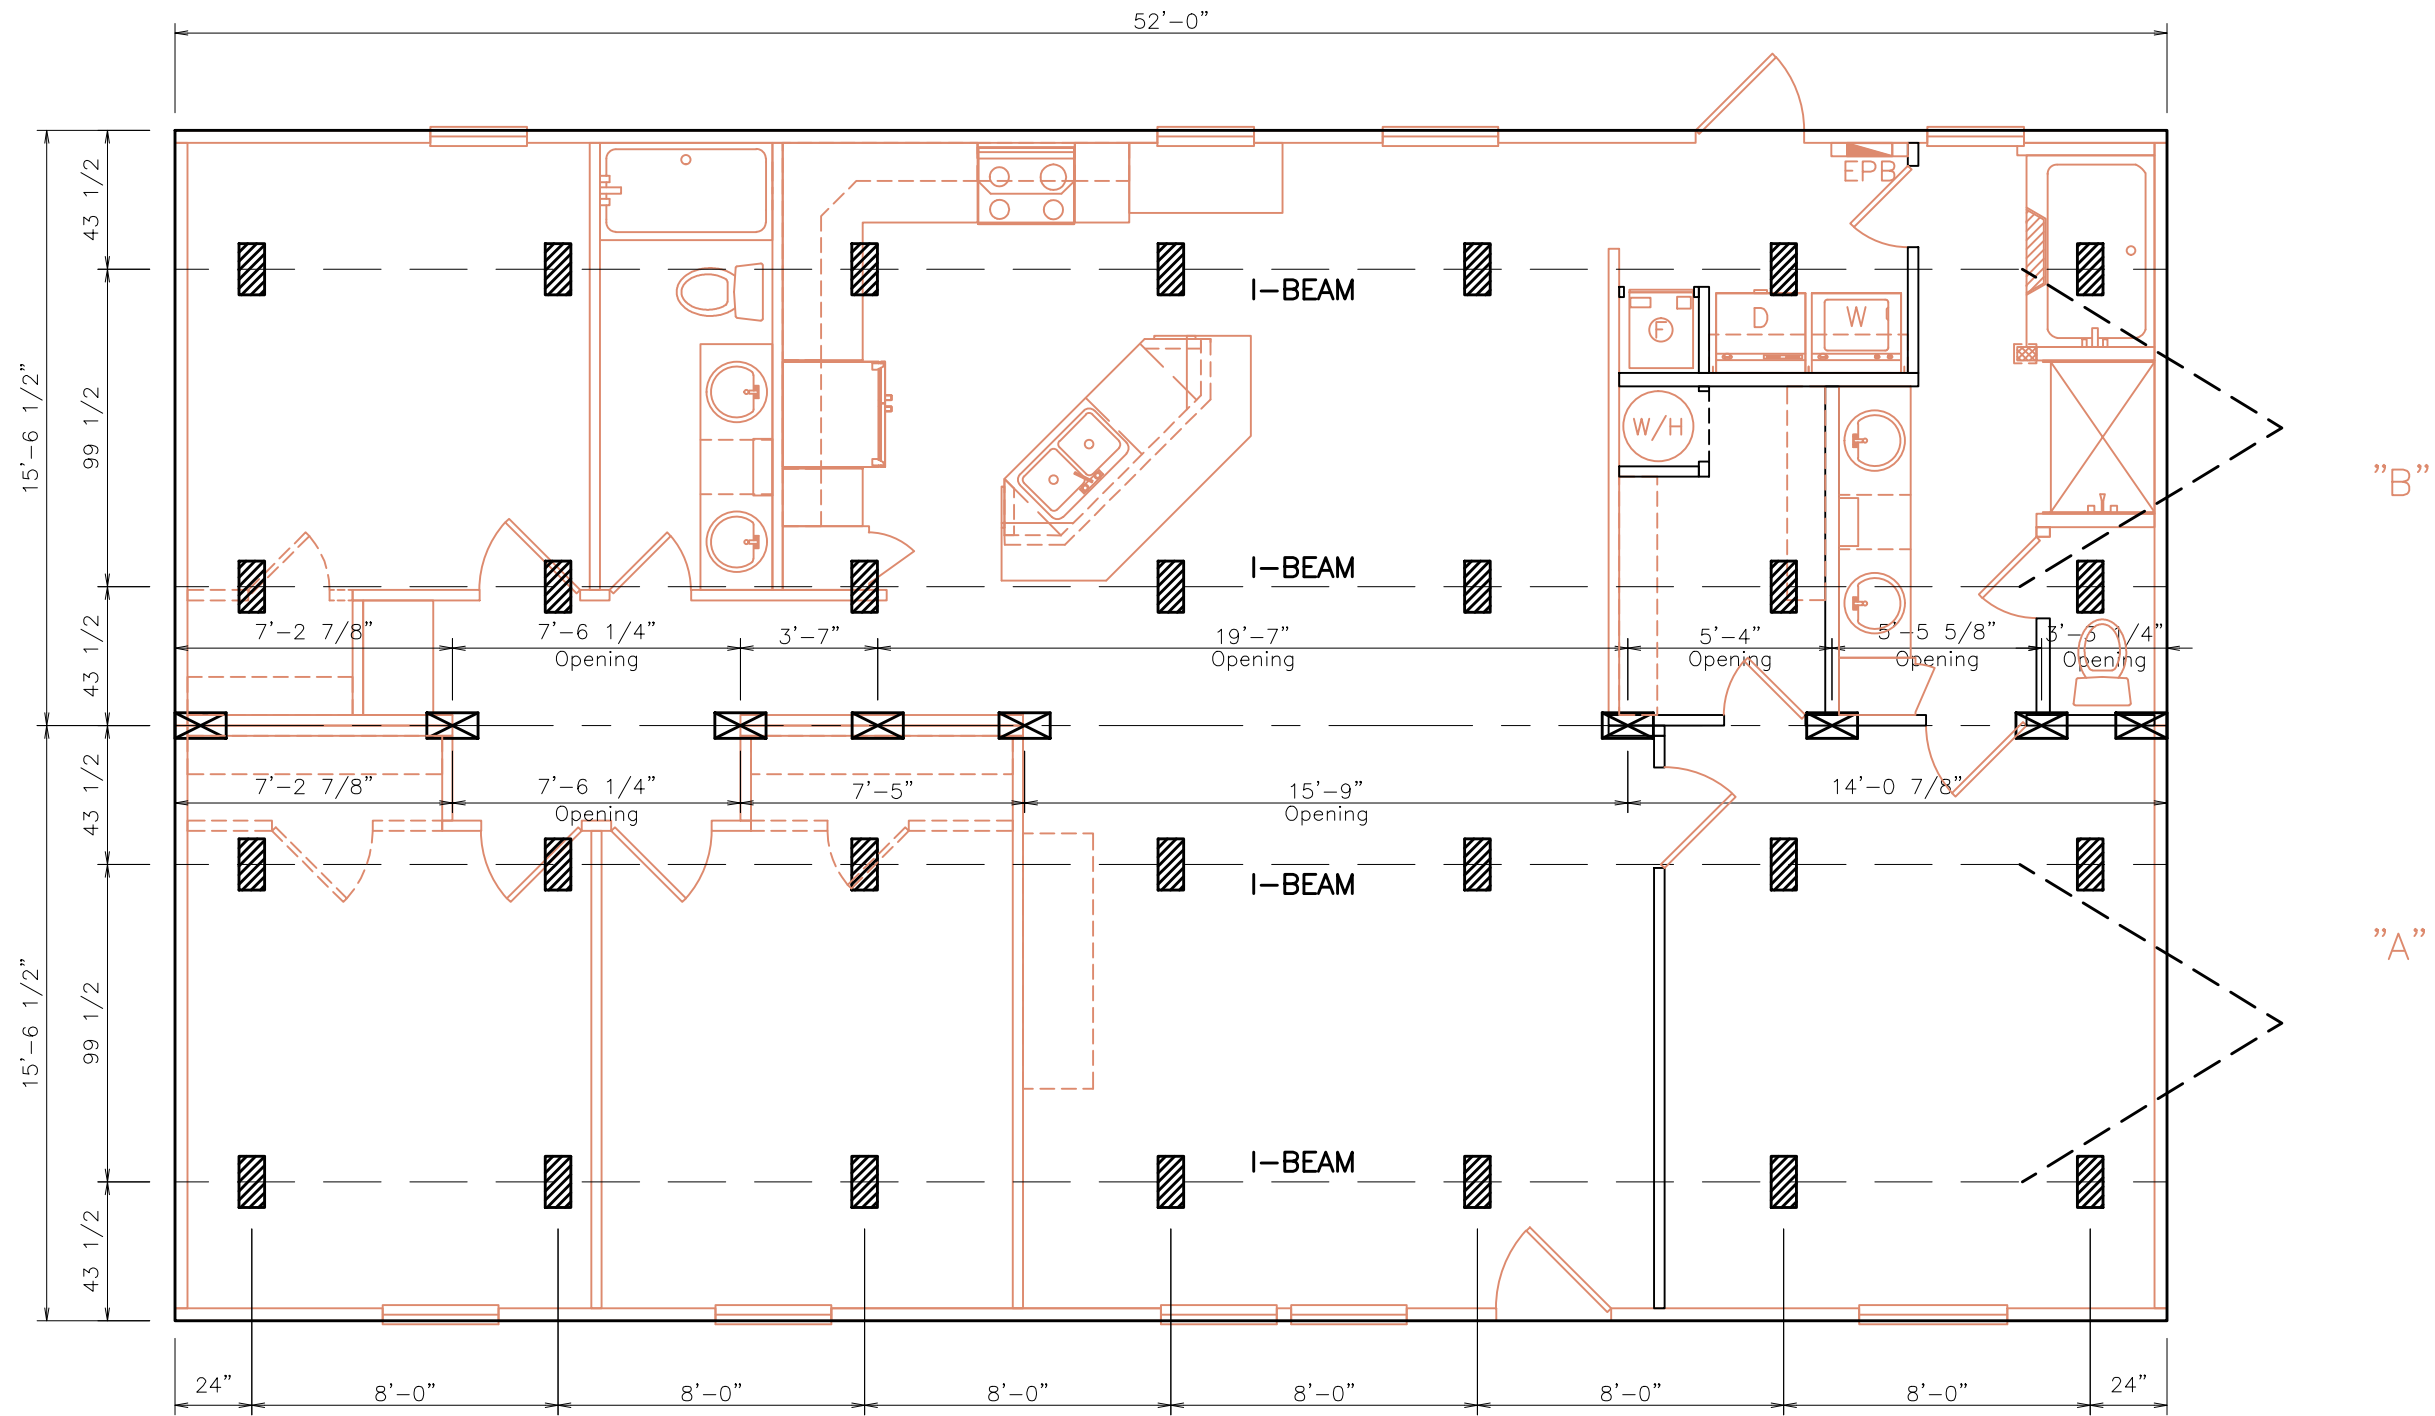 52'-0"
43 1/2
99 1/2
43 1/2
15'-6 1/2"
EPB
I-BEAM
F
D
W
W/H
"B"
I-BEAM
7'-2 7/8"
7'-6 1/4"
Opening
3'-7"
19'-7"
Opening
5'-4"
Opening
5'-5 5/8"
Opening
Opening
7'-2 7/8"
7'-6 1/4"
Opening
7'-5"
15'-9"
Opening
14'-0 7/8"
43 1/2
99 1/2
43 1/2
15'-6 1/2"
I-BEAM
"A"
I-BEAM
24"
8'-0"
8'-0"
8'-0"
8'-0"
8'-0"
8'-0"
24"